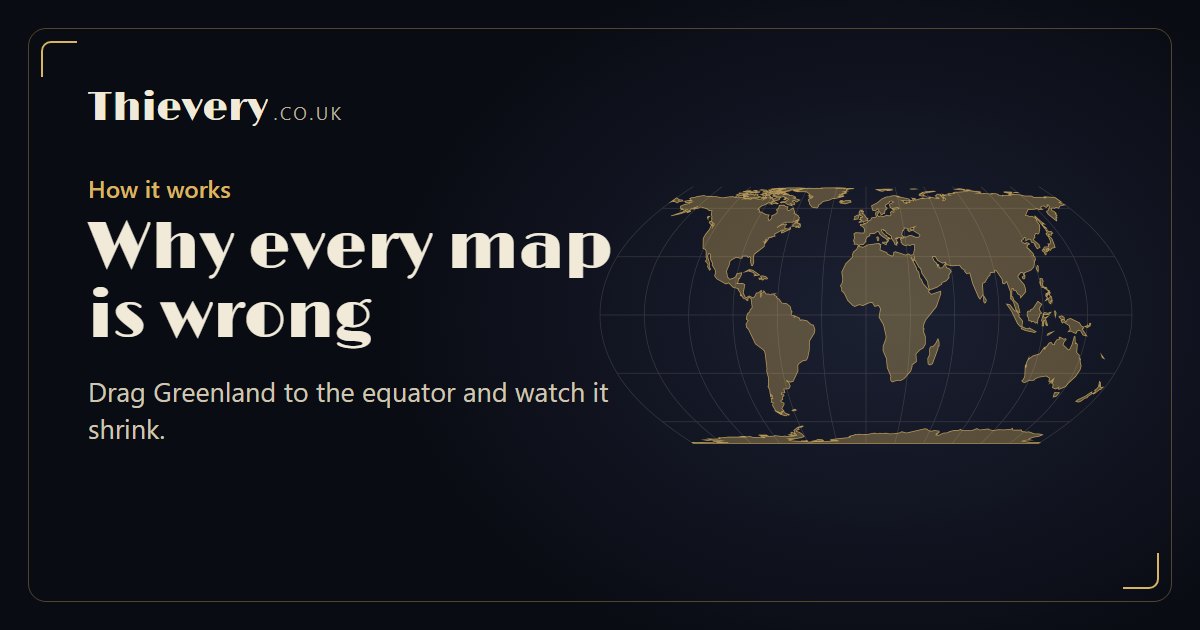 Thievery.CO.UK
How it works
Why every map
is wrong
Drag Greenland to the equator and watch it
shrink.